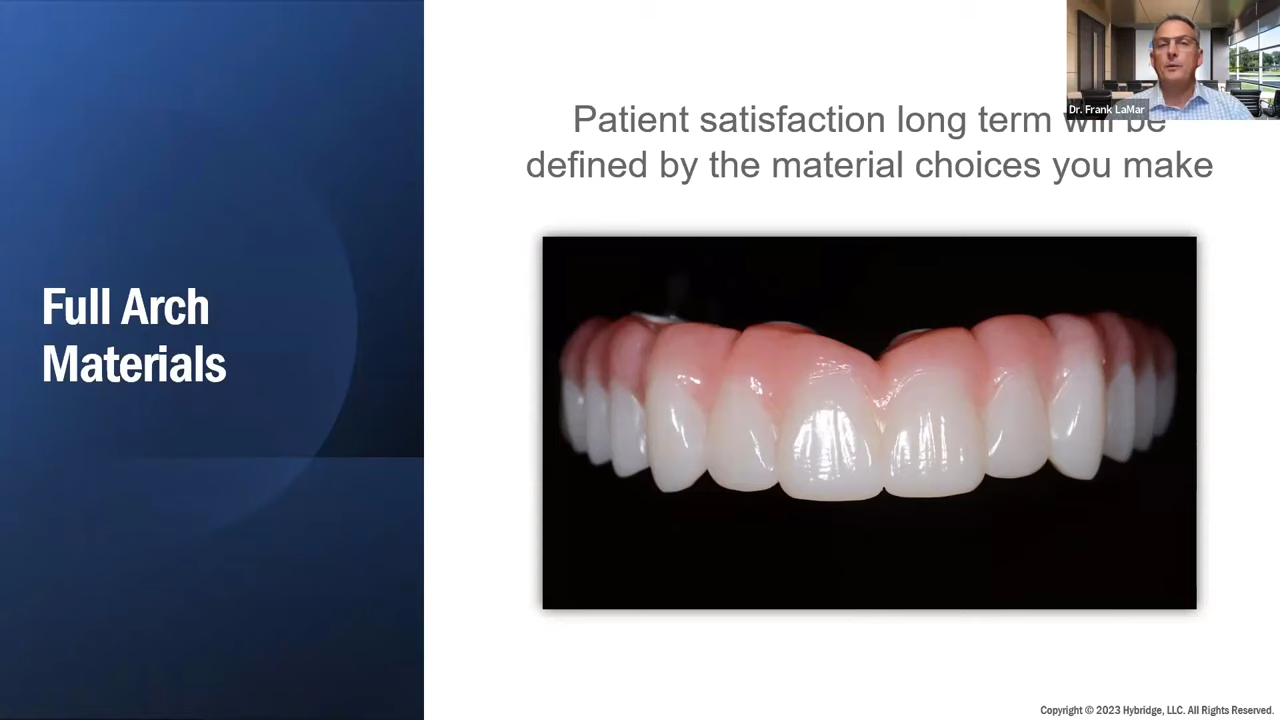 Patient satisfaction long term will be
defined by the material choices you make
Dr. Frank LaMar
Full Arch
Materials
Copyright © 2023 Hybridge, LLC. All Rights Reserved.